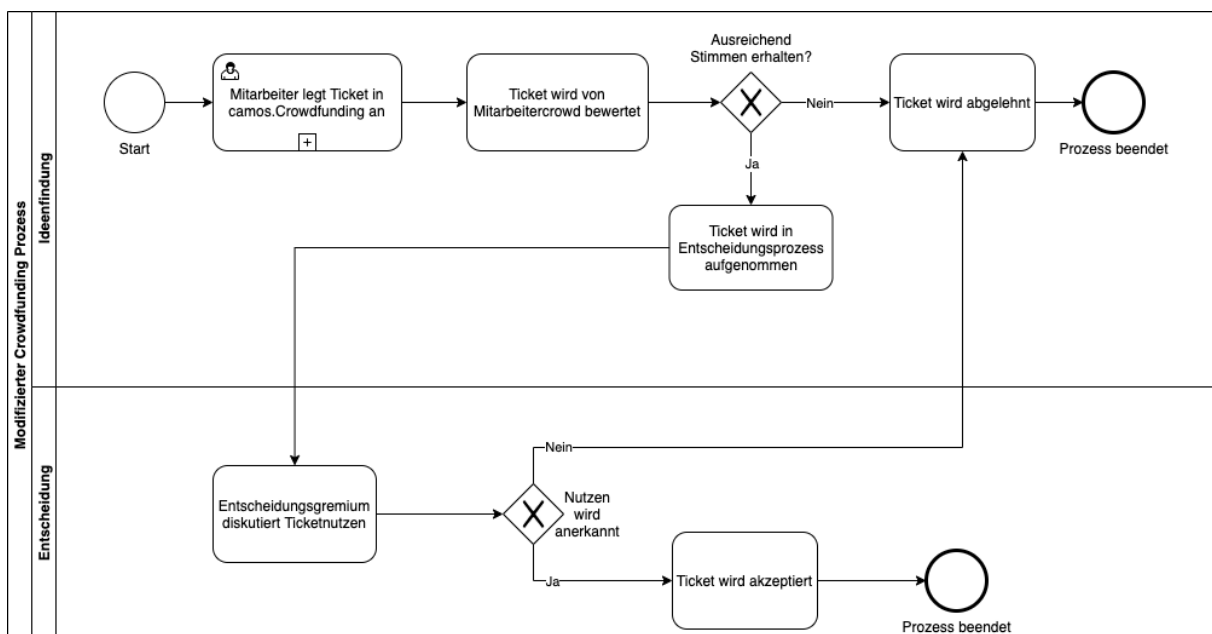 Modifizierter Crowdfunding Prozess
Ideenfindung
Start
Mitarbeiter legt Ticket in
camos.Crowdfunding an
Ticket wird von
Mitarbeitercrowd bewertet
Ausreichend
Stimmen erhalten?
Nein
Ticket wird abgelehnt
Prozess beendet
Ja
Ticket wird in
Entscheidungsprozess
aufgenommen
Entscheidung
Entscheidungsgremium
diskutiert Ticketnutzen
Nein
Nutzen
wird
anerkannt
Ja
Ticket wird akzeptiert
Prozess beendet